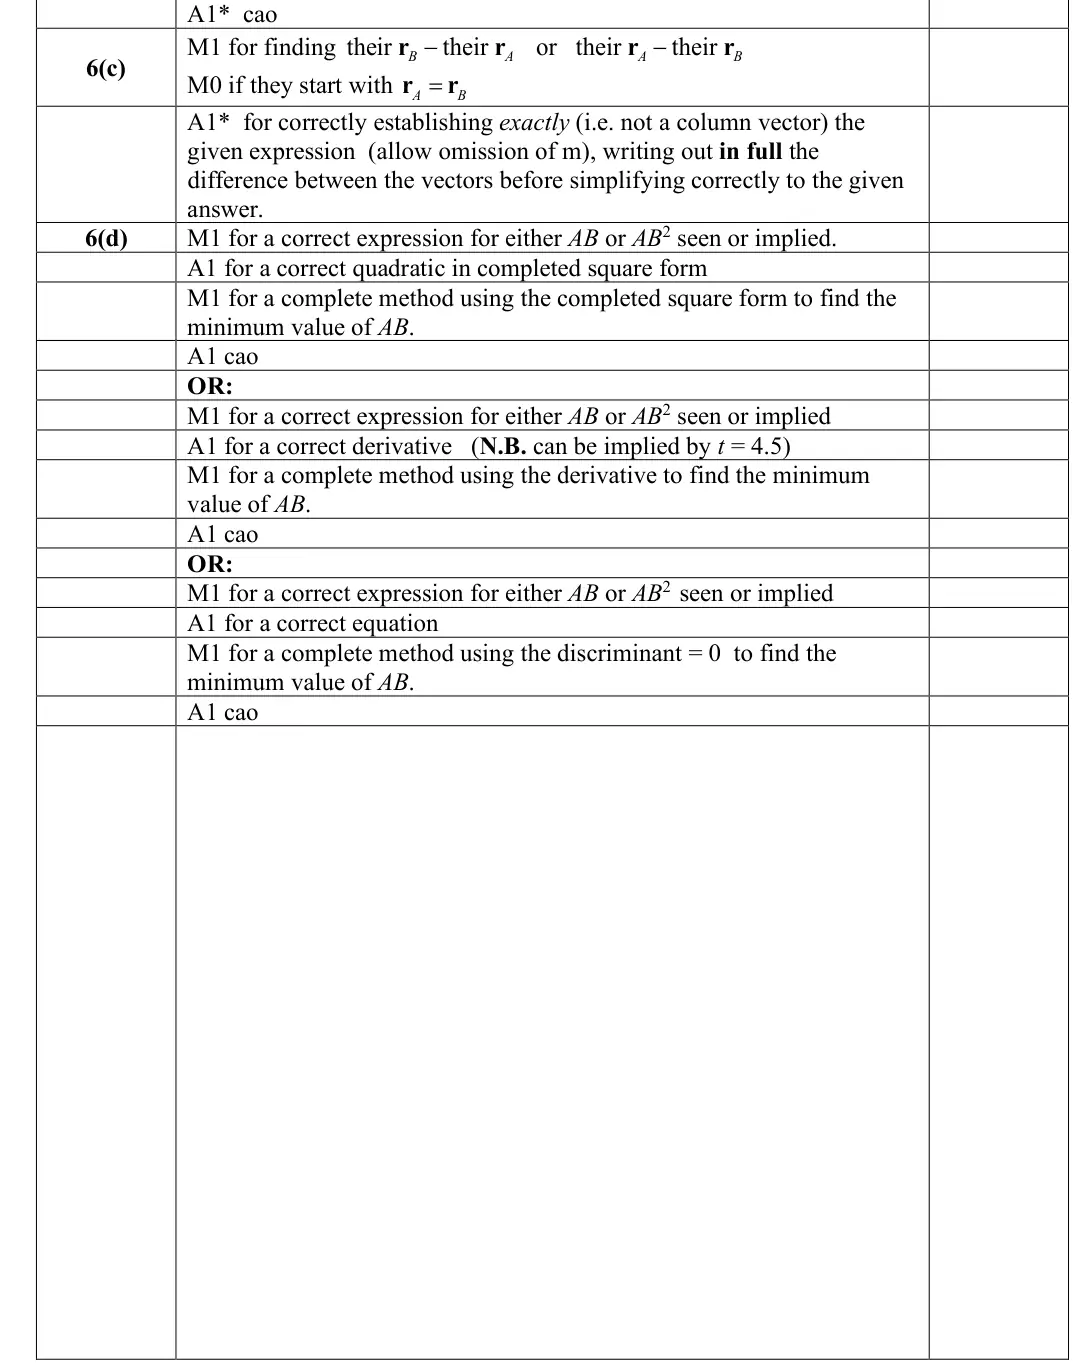 A1* cao
6(c)
M1 for finding their r_B – their r_A or their r_A – their r_B
M0 if they start with r_A = r_B
A1* for correctly establishing exactly (i.e. not a column vector) the
given expression (allow omission of m), writing out in full the
difference between the vectors before simplifying correctly to the given
answer.
6(d)
M1 for a correct expression for either AB or AB² seen or implied.
A1 for a correct quadratic in completed square form
M1 for a complete method using the completed square form to find the
minimum value of AB.
A1 cao
OR:
M1 for a correct expression for either AB or AB² seen or implied
A1 for a correct derivative (N.B. can be implied by t = 4.5)
M1 for a complete method using the derivative to find the minimum
value of AB.
A1 cao
OR:
M1 for a correct expression for either AB or AB² seen or implied
A1 for a correct equation
M1 for a complete method using the discriminant = 0 to find the
minimum value of AB.
A1 cao